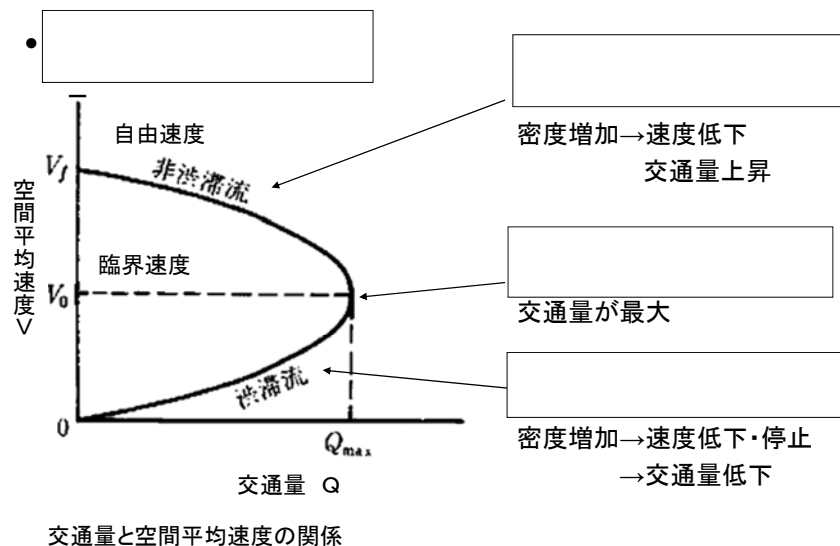 •
自由速度
V_f
非渋滞流
空間平均速度V
臨界速度
V_0
渋滞流
0
Q_max
交通量 Q
交通量と空間平均速度の関係
密度増加→速度低下
交通量上昇
交通量が最大
密度増加→速度低下・停止
→交通量低下